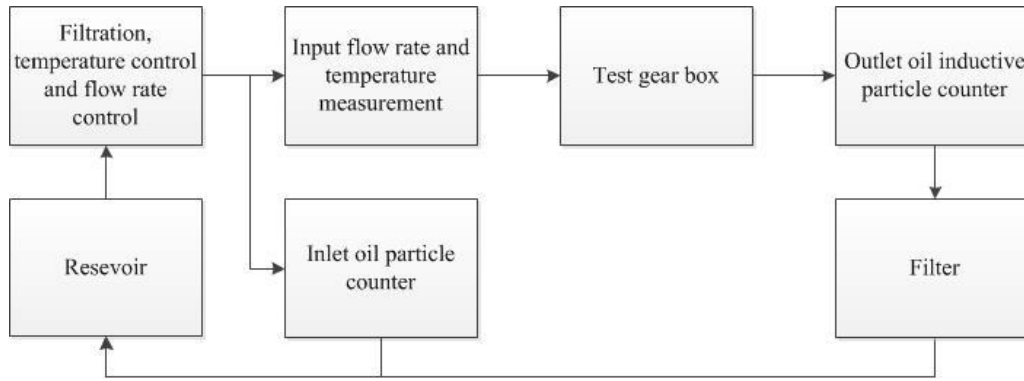 Filtration,
temperature control
and flow rate
control
Input flow rate and
temperature
measurement
Test gear box
Outlet oil inductive
particle counter
Resevoir
Inlet oil particle
counter
Filter